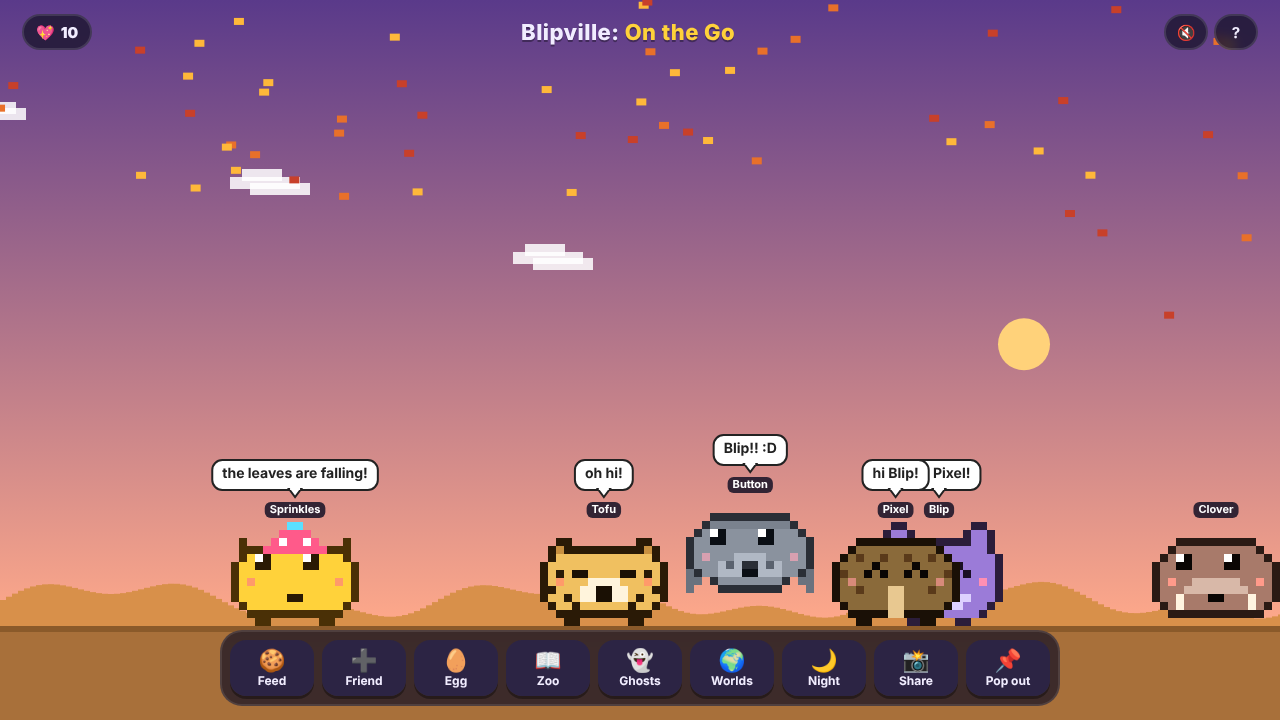 10
Blipville: On the Go
?
Blip!! :D
Button
the leaves are falling!
oh hi!
hi Blip!
Pixel!
Sprinkles
Tofu
Pixel
Blip
Clover
Feed
Friend
Egg
Zoo
Ghosts
Worlds
Night
Share
Pop out